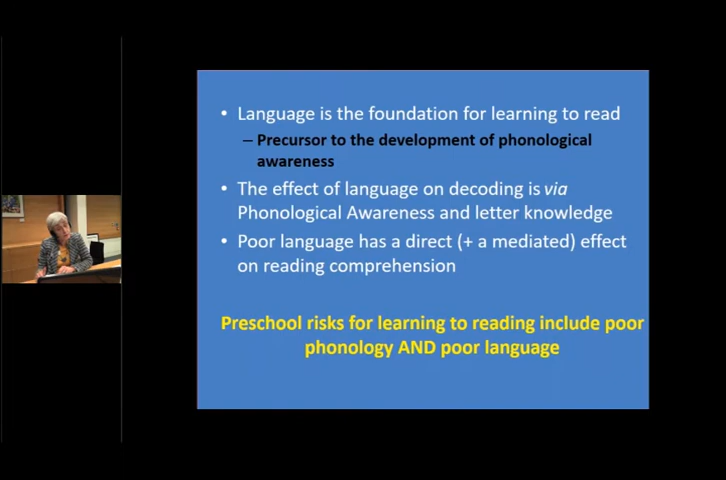 • Language is the foundation for learning to read
– Precursor to the development of phonological
awareness
• The effect of language on decoding is via
Phonological Awareness and letter knowledge
• Poor language has a direct (+ a mediated) effect
on reading comprehension
Preschool risks for learning to reading include poor
phonology AND poor language